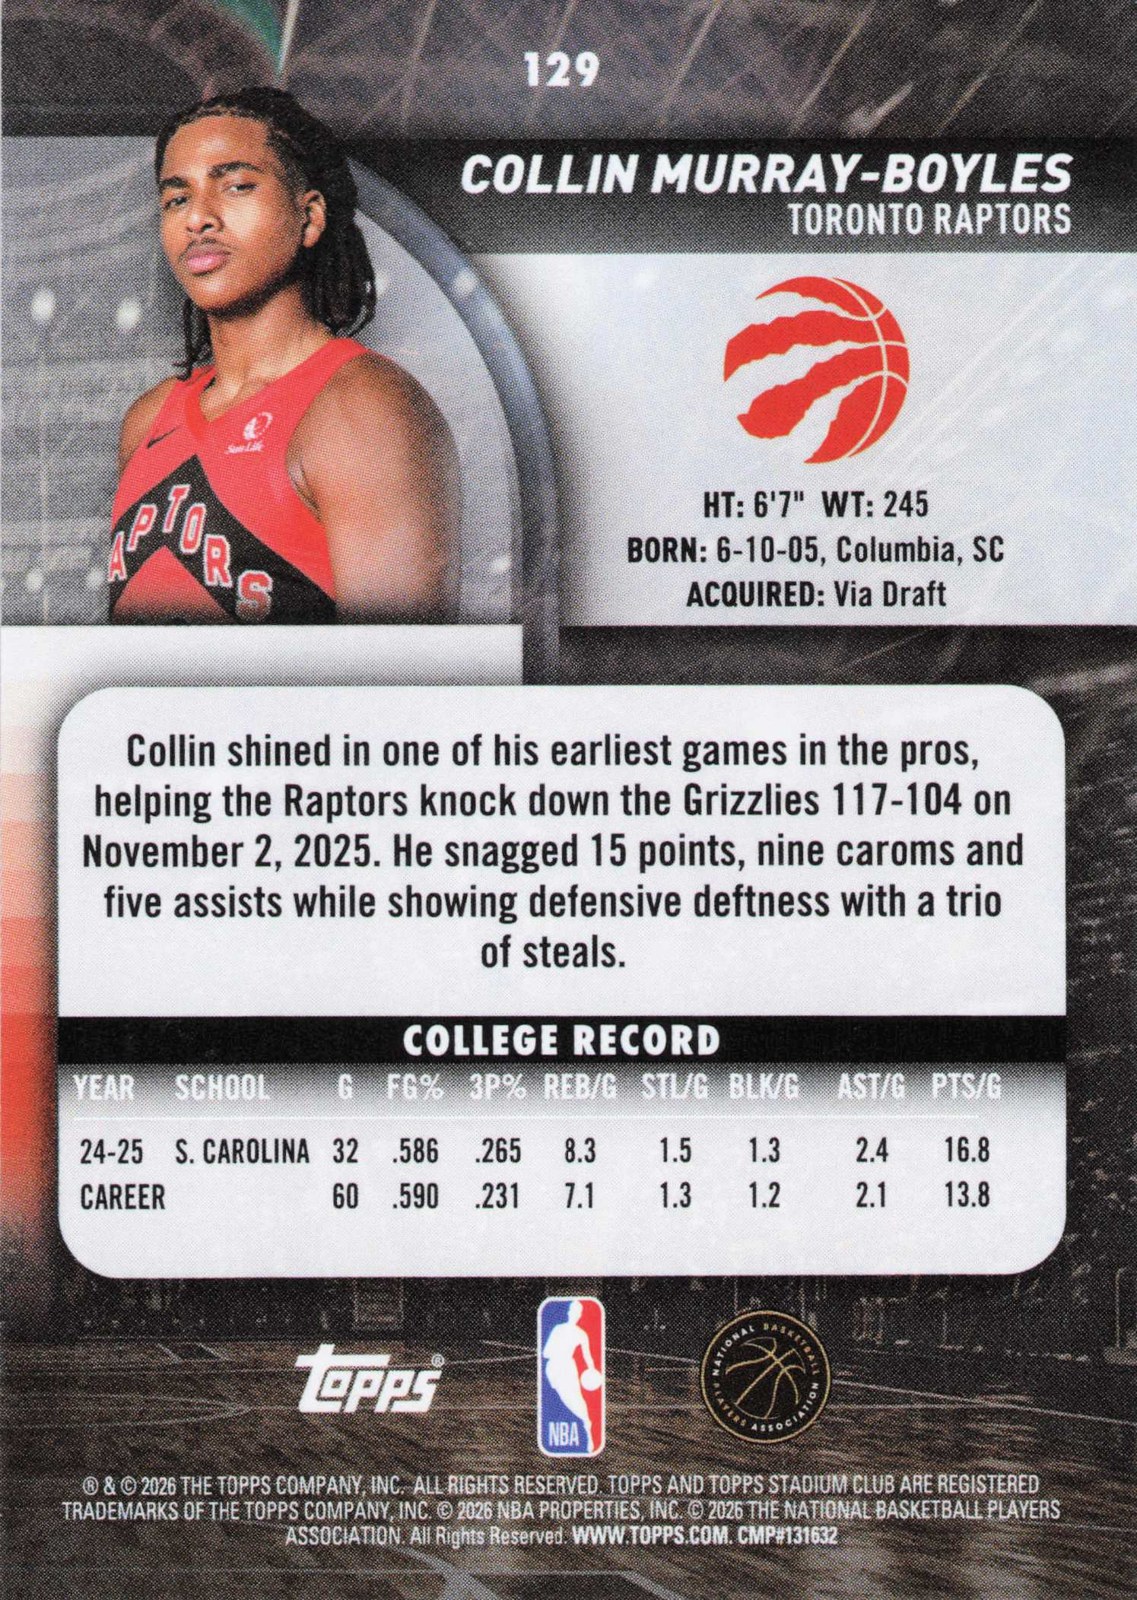 129
COLLIN MURRAY-BOYLES
TORONTO RAPTORS
Sun Life
APTORS
HT: 6'7" WT: 245
BORN: 6-10-05, Columbia, SC
ACQUIRED: Via Draft
Collin shined in one of his earliest games in the pros,
helping the Raptors knock down the Grizzlies 117-104 on
November 2, 2025. He snagged 15 points, nine caroms and
five assists while showing defensive deftness with a trio
of steals.
COLLEGE RECORD
YEAR SCHOOL G FG% 3P% REB/G STL/G BLK/G AST/G PTS/G
24-25 S. CAROLINA 32 .586 .265 8.3 1.5 1.3 2.4 16.8
CAREER 60 .590 .231 7.1 1.3 1.2 2.1 13.8
Topps®
NBA
NATIONAL BASKETBALL PLAYERS ASSOCIATION
® & © 2026 THE TOPPS COMPANY, INC. ALL RIGHTS RESERVED. TOPPS AND TOPPS STADIUM CLUB ARE REGISTERED
TRADEMARKS OF THE TOPPS COMPANY, INC. © 2026 NBA PROPERTIES, INC. © 2026 THE NATIONAL BASKETBALL PLAYERS
ASSOCIATION. All Rights Reserved. WWW.TOPPS.COM. CMP#131632